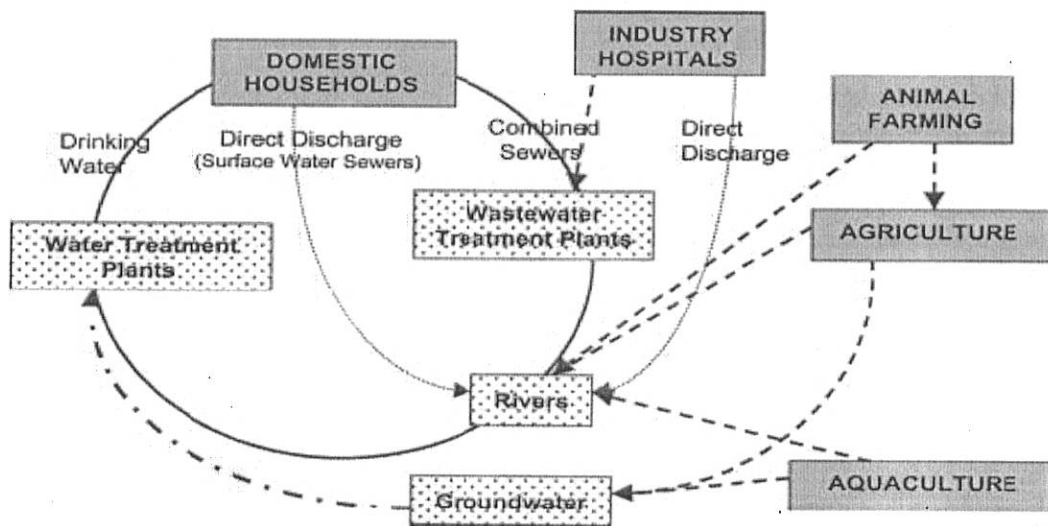 DOMESTIC
HOUSEHOLDS
INDUSTRY
HOSPITALS
ANIMAL
FARMING
Drinking
Water
Direct Discharge
(Surface Water Sewers)
Combined
Sewers
Direct
Discharge
Water Treatment
Plants
Wastewater
Treatment Plants
AGRICULTURE
Rivers
Groundwater
AQUACULTURE